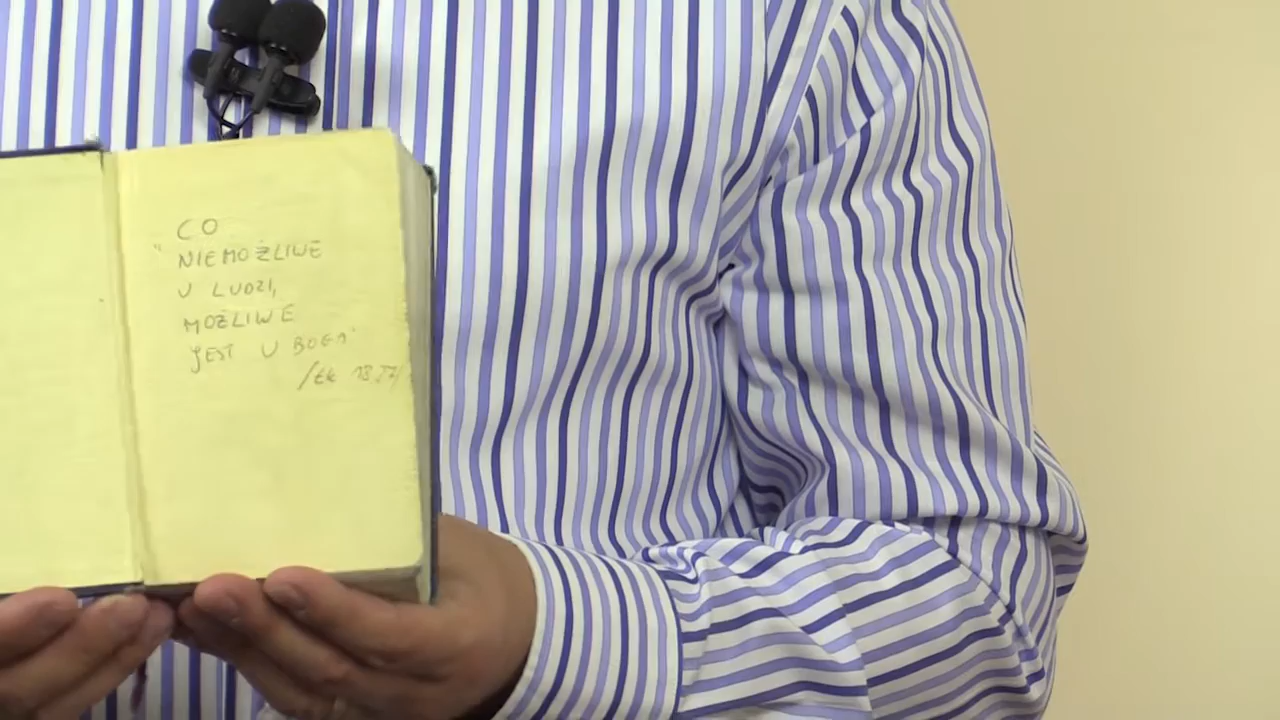 CO
"NIEMOŻLIWE
U LUDZI,
MOŻLIWE
JEST U BOGA"
/Łk 18,27/